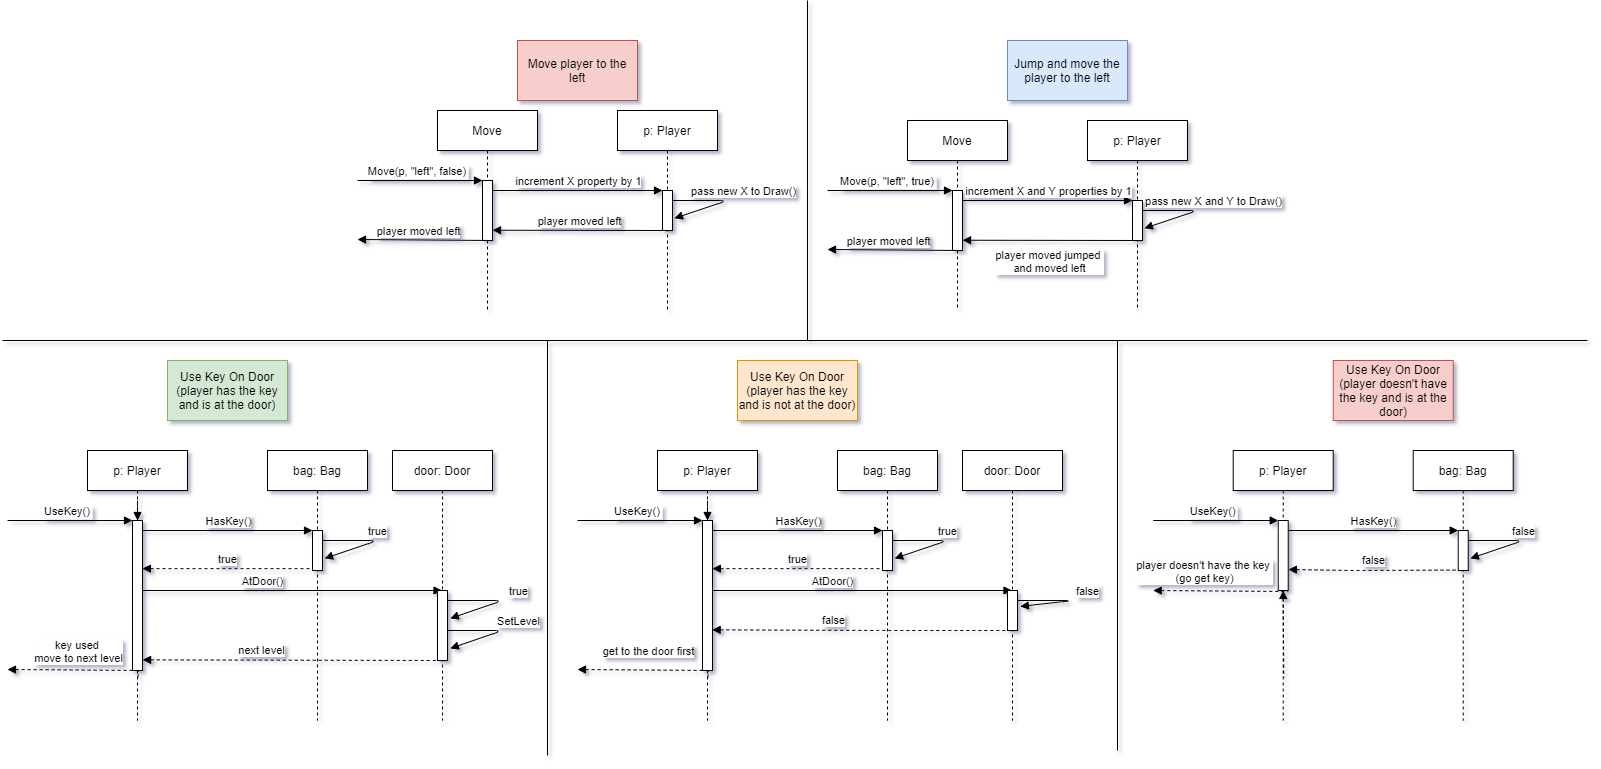 Move player to the
left
Move
p: Player
Move(p, "left", false)
increment X property by 1
pass new X to Draw()
player moved left
player moved left
Jump and move the
player to the left
Move
p: Player
Move(p, "left", true)
increment X and Y properties by 1
pass new X and Y to Draw()
player moved left
player moved jumped
and moved left
Use Key On Door
(player has the key
and is at the door)
p: Player
bag: Bag
door: Door
UseKey()
HasKey()
true
true
AtDoor()
true
SetLevel
next level
key used
move to next level
Use Key On Door
(player has the key
and is not at the door)
p: Player
bag: Bag
door: Door
UseKey()
HasKey()
true
true
AtDoor()
false
false
get to the door first
Use Key On Door
(player doesn't have
the key and is at the
door)
p: Player
bag: Bag
UseKey()
HasKey()
false
false
player doesn't have the key
(go get key)